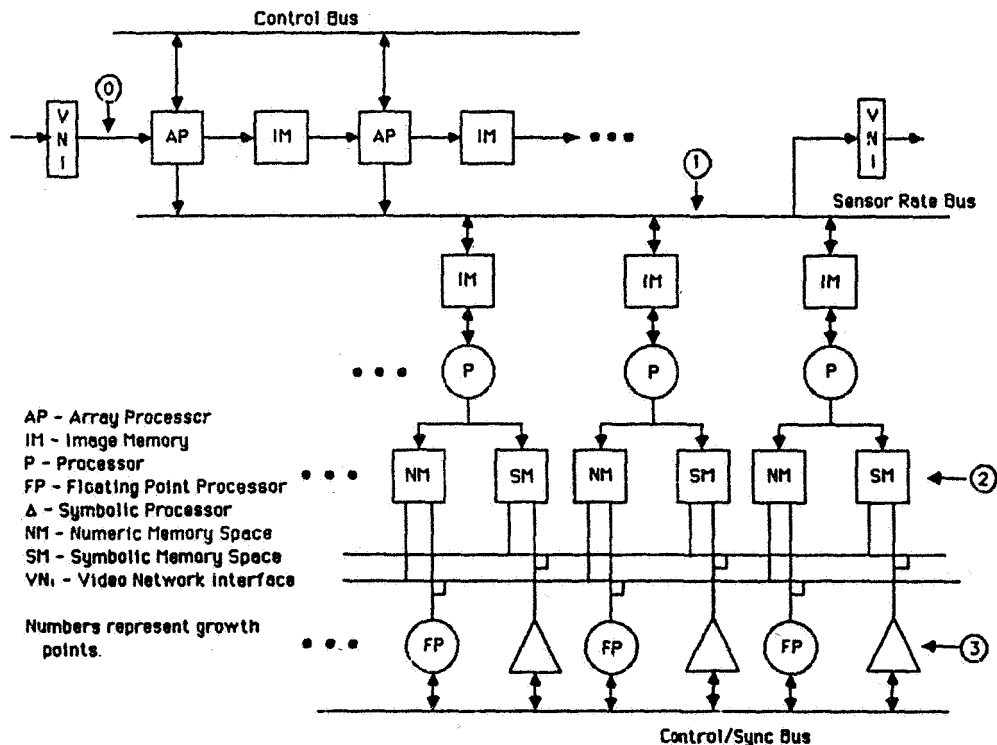 Control Bus
0
V
N
I
AP
IM
AP
IM
V
N
I
1
Sensor Rate Bus
IM
IM
IM
P
P
P
AP - Array Processor
IM - Image Memory
P - Processor
FP - Floating Point Processor
Δ - Symbolic Processor
NM - Numeric Memory Space
SM - Symbolic Memory Space
VNI - Video Network Interface
Numbers represent growth
points.
NM
SM
NM
SM
NM
SM
2
FP
FP
FP
3
Control/Sync Bus